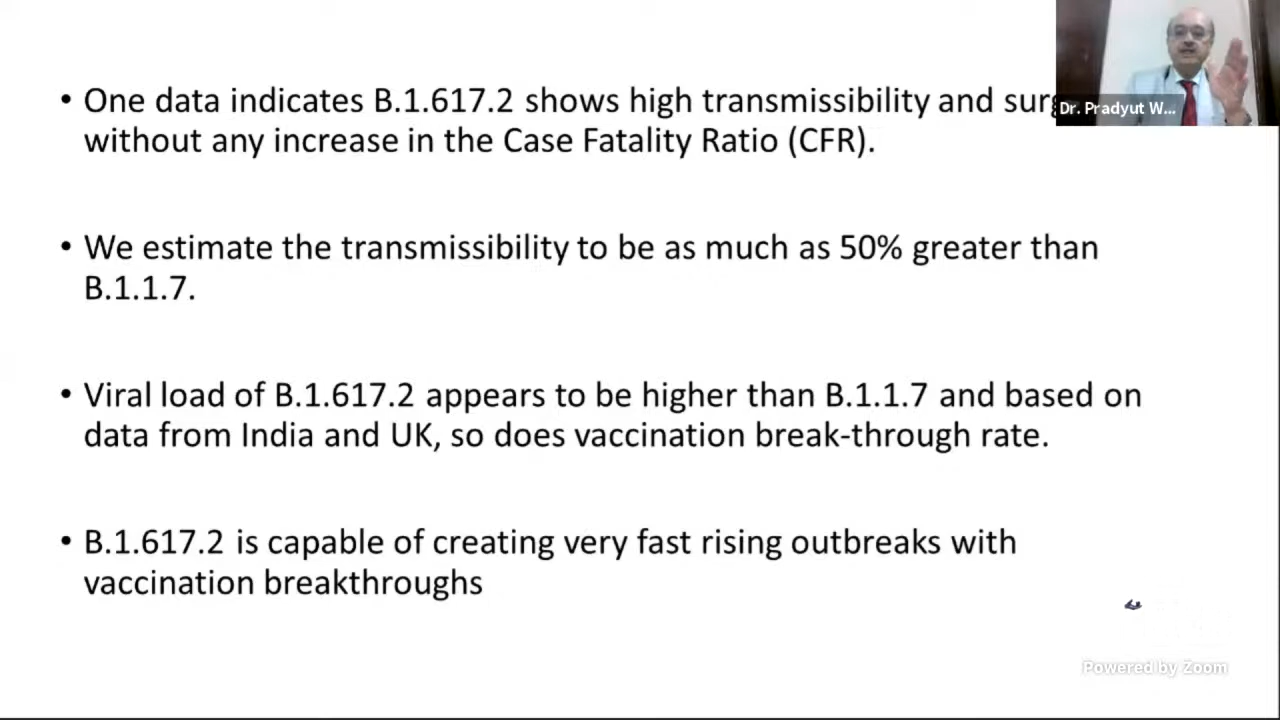 • One data indicates B.1.617.2 shows high transmissibility and
without any increase in the Case Fatality Ratio (CFR).
• We estimate the transmissibility to be as much as 50% greater than
B.1.1.7.
• Viral load of B.1.617.2 appears to be higher than B.1.1.7 and based on
data from India and UK, so does vaccination break-through rate.
• B.1.617.2 is capable of creating very fast rising outbreaks with
vaccination breakthroughs
Dr. Pradyut W...
Powered by Zoom